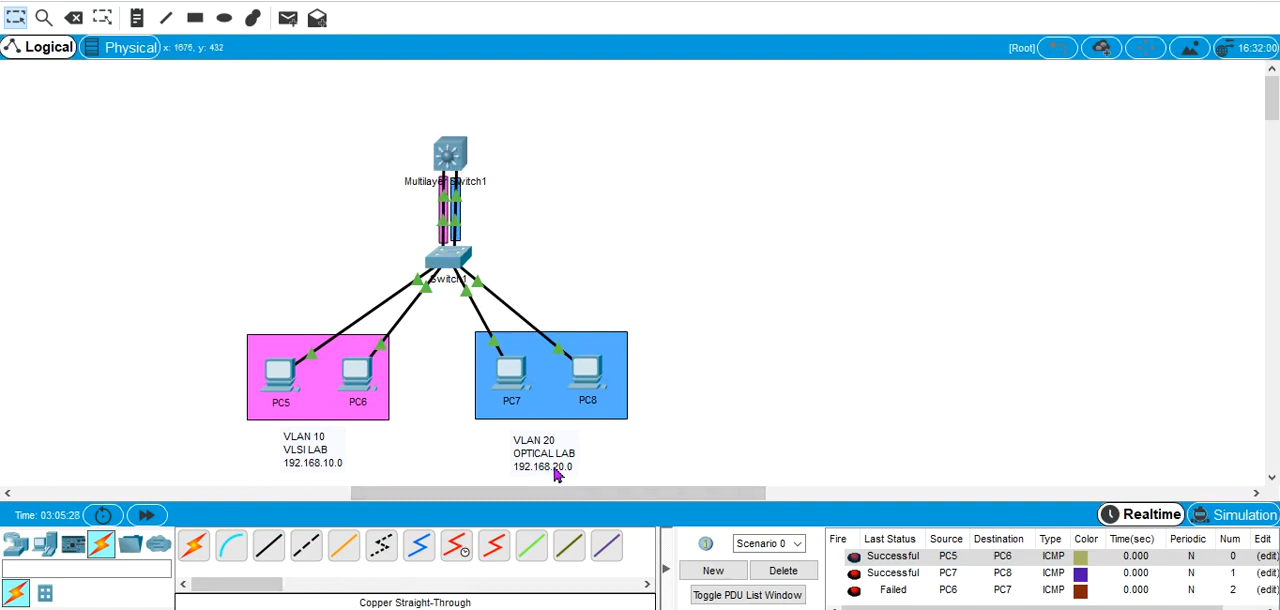 Logical
Physical
x: 1676, y: 432
[Root]
16:32:00
Multilayer Switch1
Switch1
PC5
PC6
PC7
PC8
VLAN 10
VLSI LAB
192.168.10.0
VLAN 20
OPTICAL LAB
192.168.20.0
Time: 03:05:28
Realtime
Simulation
Scenario 0
New
Delete
Toggle PDU List Window
Copper Straight-Through
Fire Last Status Source Destination Type Color Time(sec) Periodic Num Edit
Successful PC5 PC6 ICMP 0.000 N 0 (edit)
Successful PC7 PC8 ICMP 0.000 N 1 (edit)
Failed PC6 PC7 ICMP 0.000 N 2 (edit)